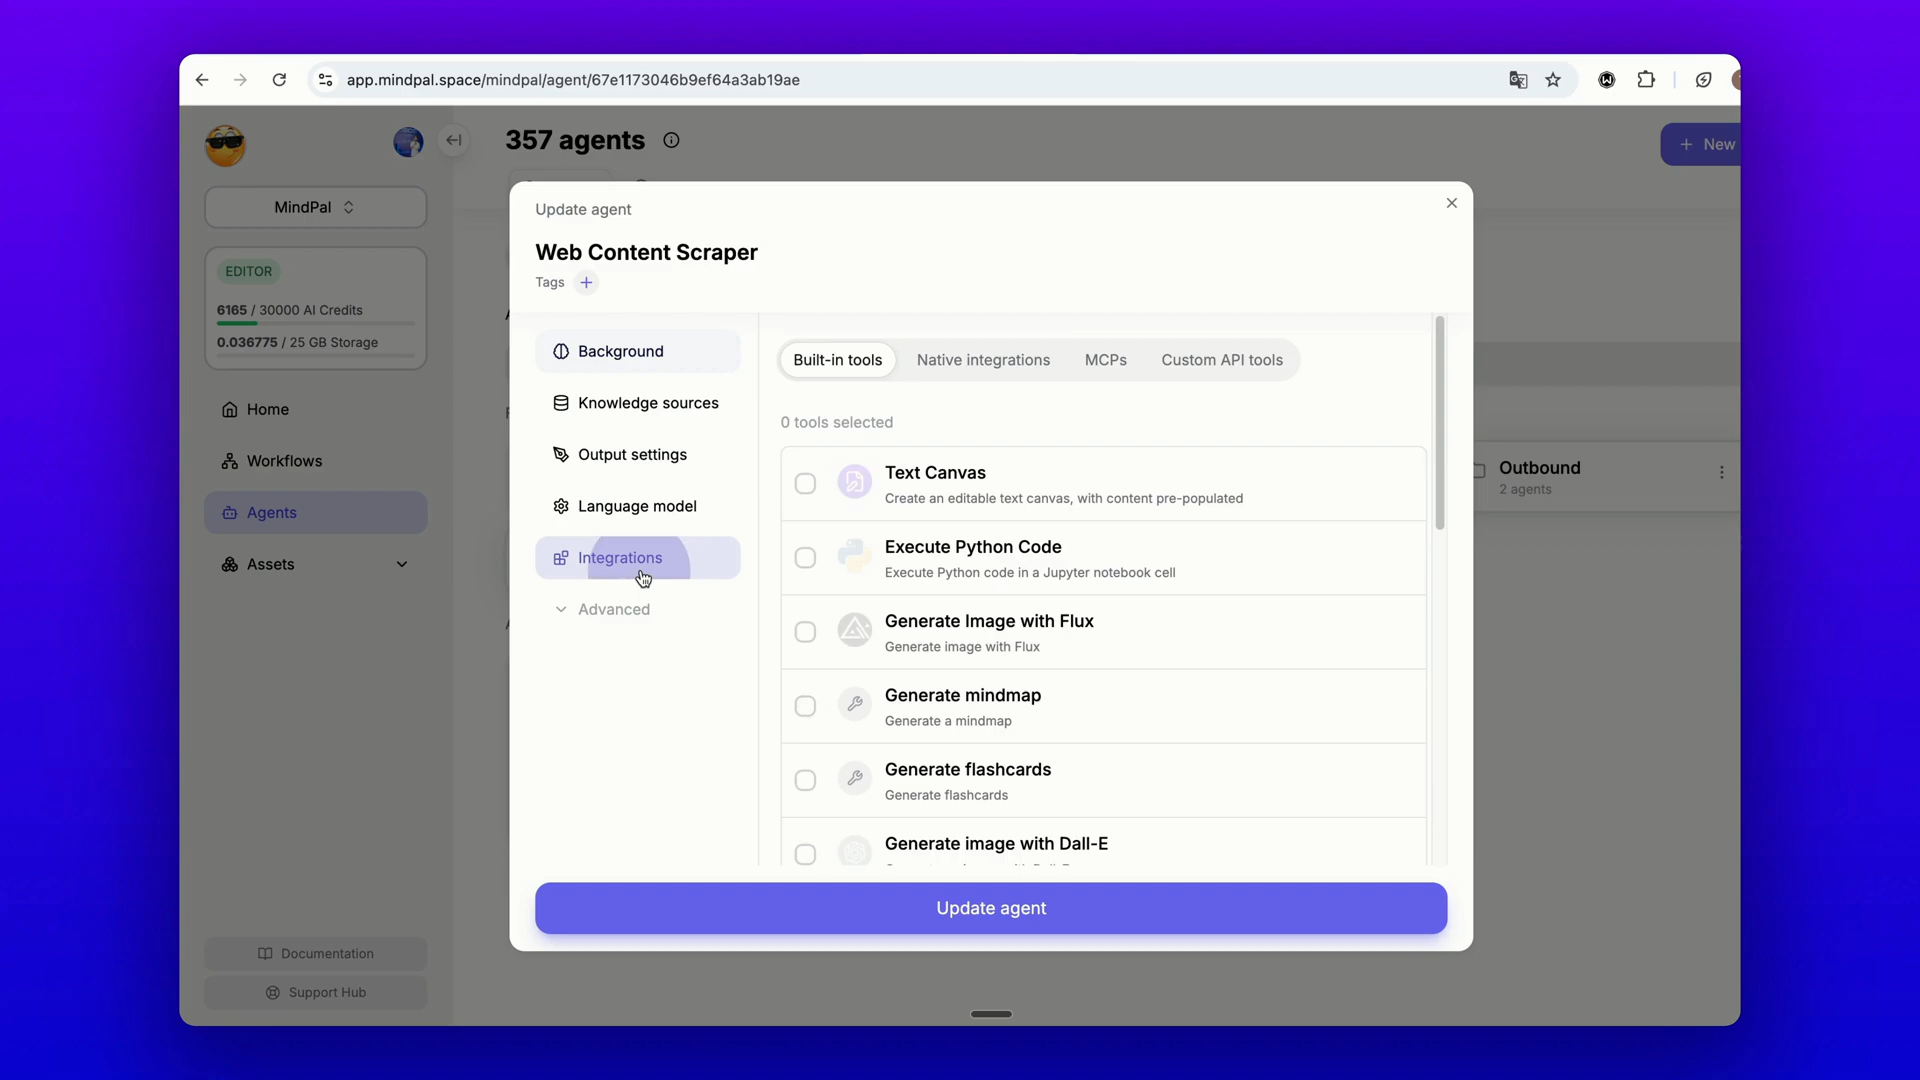 app.mindpal.space/mindpal/agent/67e1173046b9ef64a3ab19ae
357 agents
New
MindPal
EDITOR
6165 / 30000 AI Credits
0.036775 / 25 GB Storage
Home
Workflows
Agents
Assets
Documentation
Support Hub
Outbound
2 agents
Update agent
Web Content Scraper
Tags
Background
Knowledge sources
Output settings
Language model
Integrations
Advanced
Built-in tools
Native integrations
MCPs
Custom API tools
0 tools selected
Text Canvas
Create an editable text canvas, with content pre-populated
Execute Python Code
Execute Python code in a Jupyter notebook cell
Generate Image with Flux
Generate image with Flux
Generate mindmap
Generate a mindmap
Generate flashcards
Generate flashcards
Generate image with Dall-E
Update agent